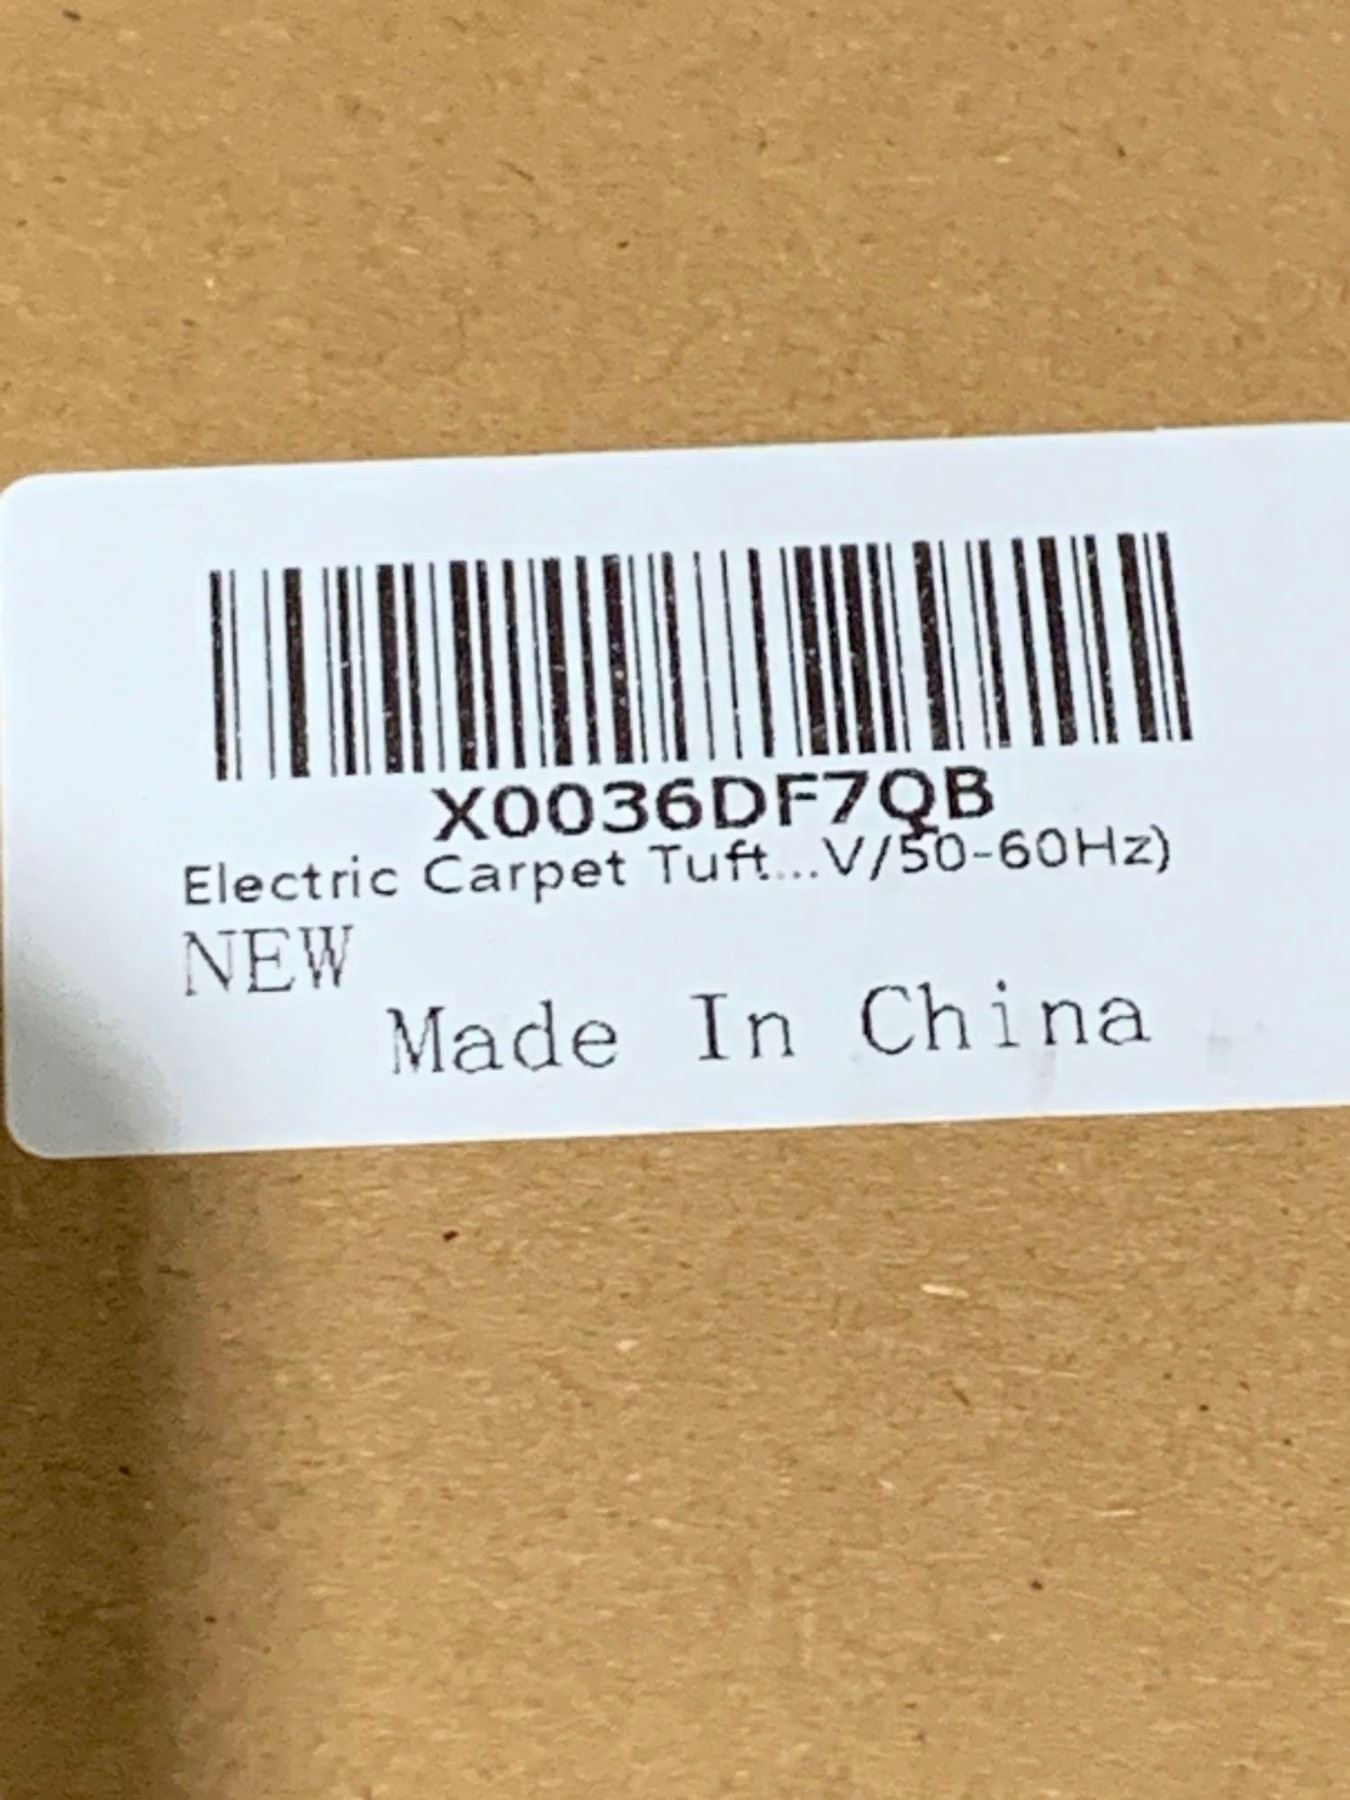 X0036DF7QB
Electric Carpet Tuft...V/50-60Hz)
NEW
Made In China